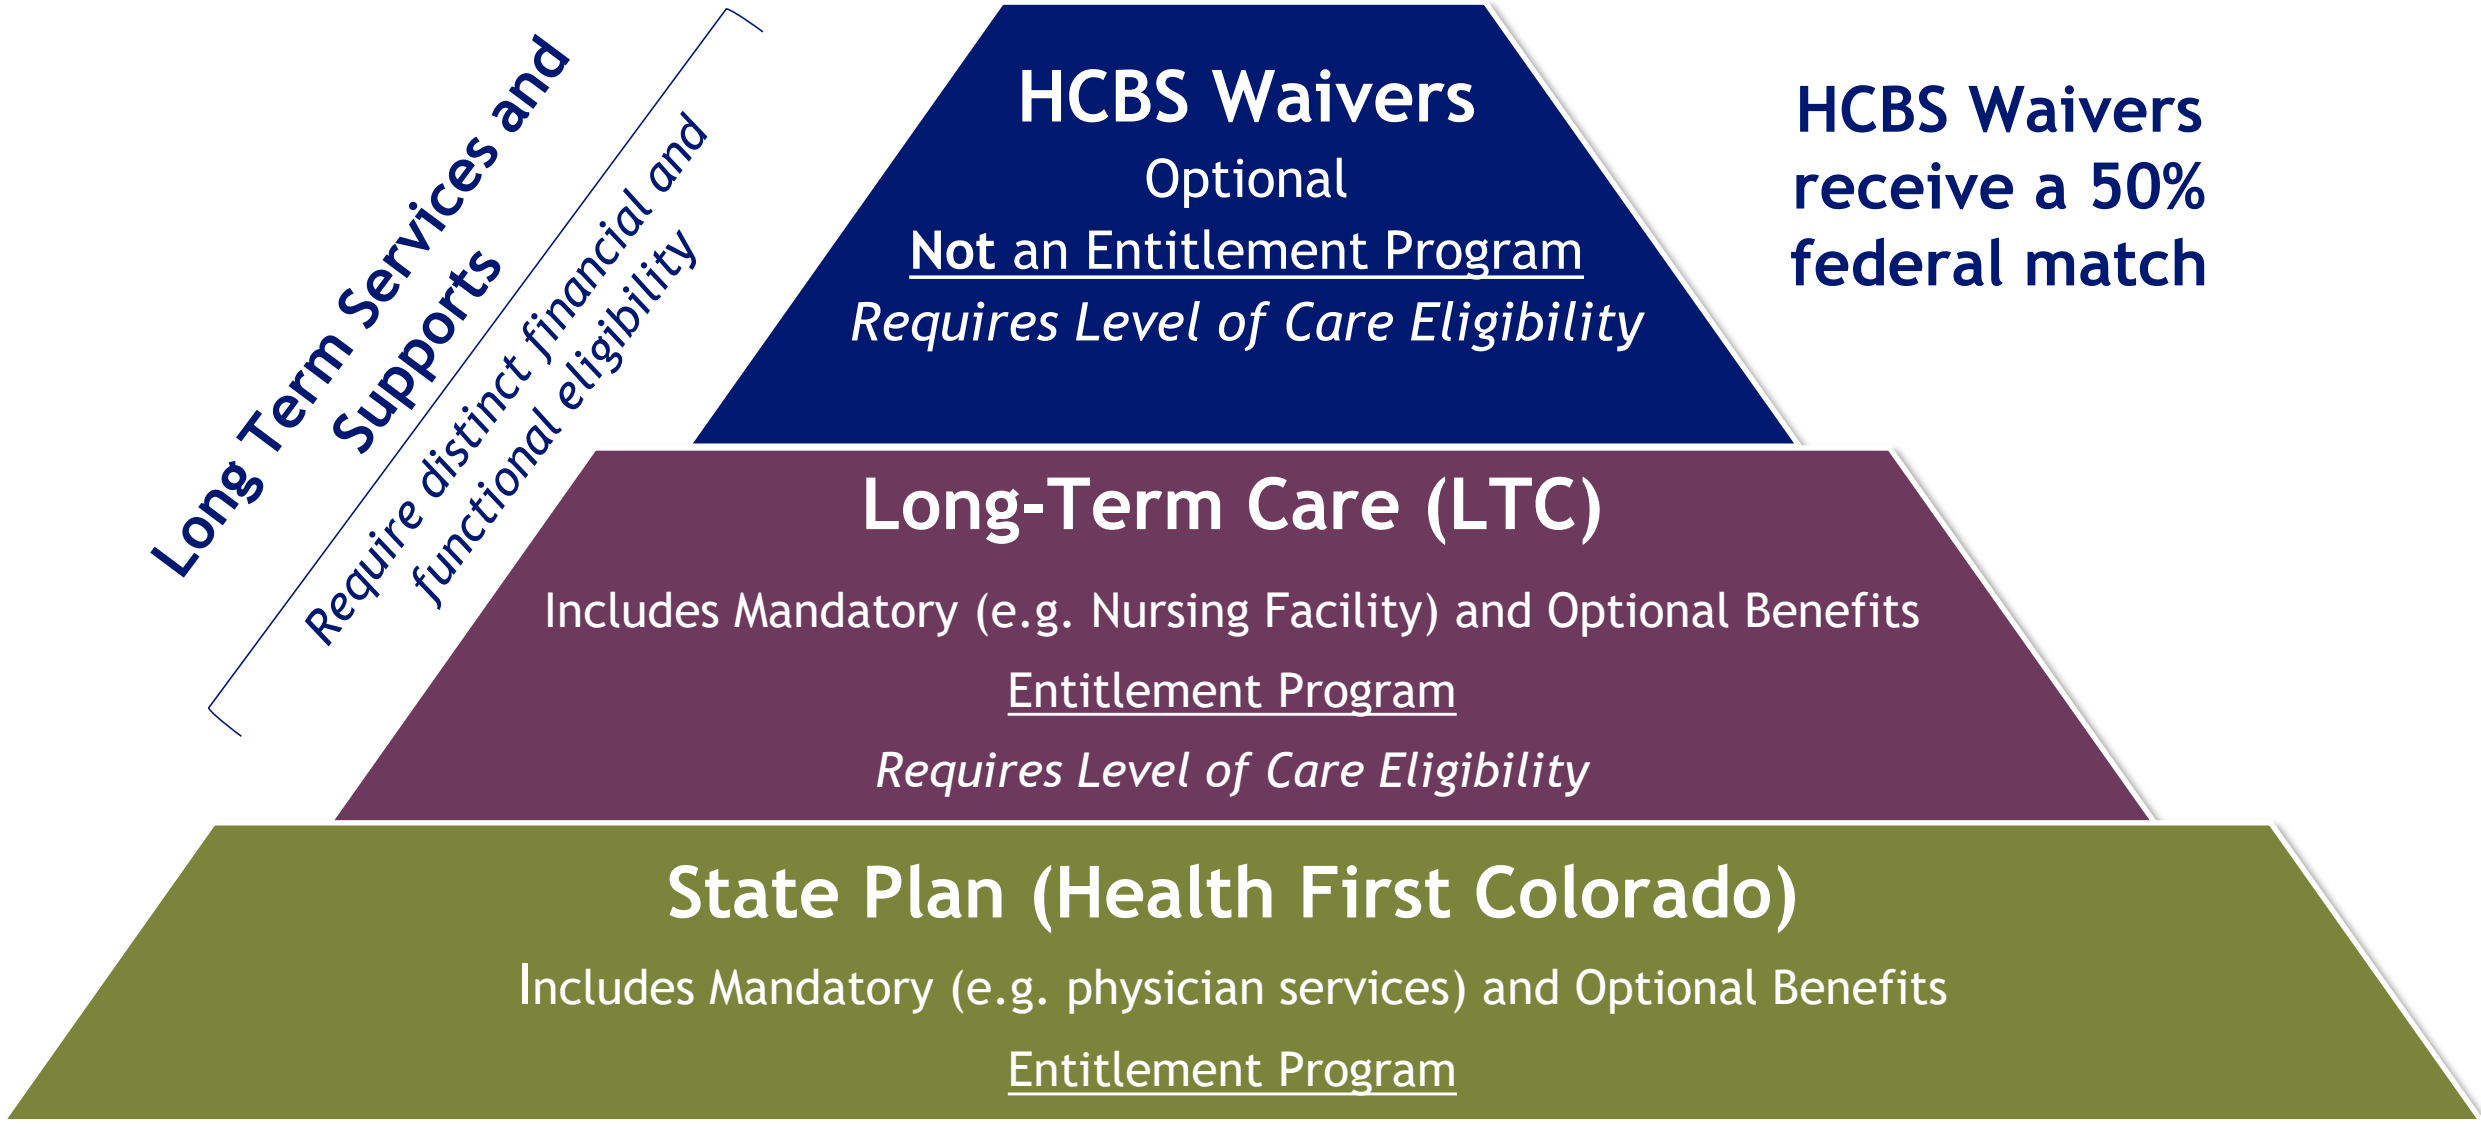 Long Term Services and
Supports
Require distinct financial and
functional eligibility
HCBS Waivers
Optional
Not an Entitlement Program
Requires Level of Care Eligibility
HCBS Waivers
receive a 50%
federal match
Long-Term Care (LTC)
Includes Mandatory (e.g. Nursing Facility) and Optional Benefits
Entitlement Program
Requires Level of Care Eligibility
State Plan (Health First Colorado)
Includes Mandatory (e.g. physician services) and Optional Benefits
Entitlement Program